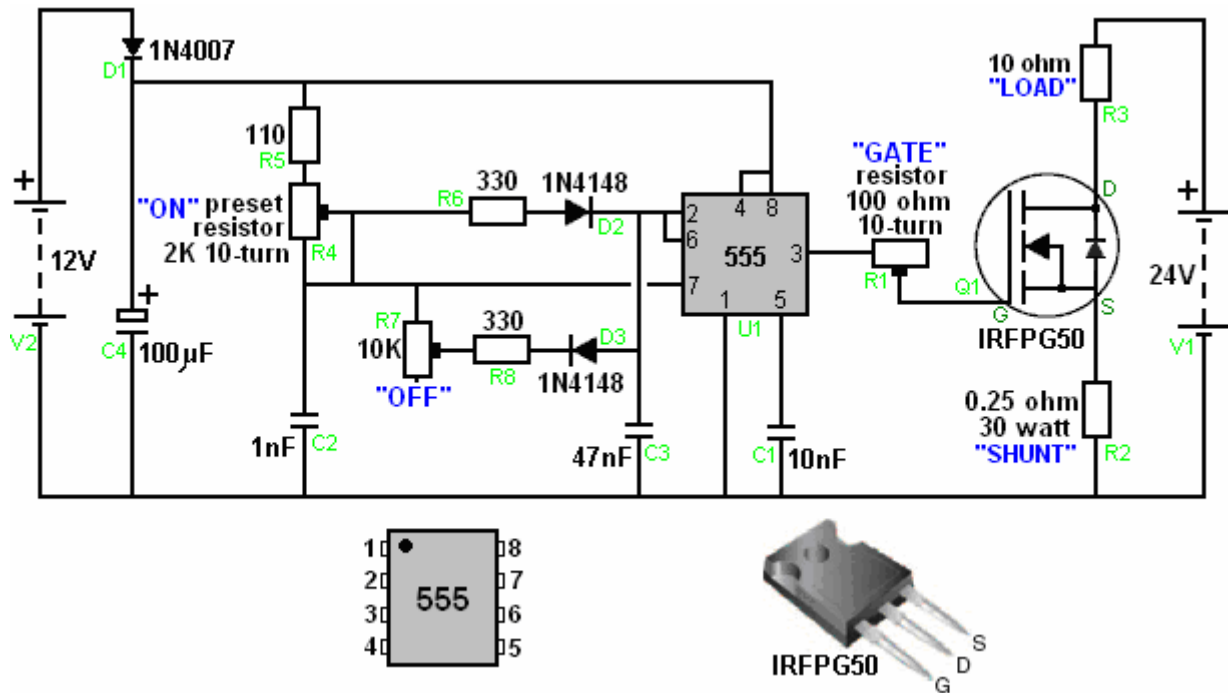 1N4007
D1
+
12V
V2
+
C4
100µF
110
R5
"ON" preset
resistor
2K 10-turn
R4
330
R6
1N4148
D2
R7
10K
"OFF"
330
R8
D3
1N4148
1nF
C2
47nF
C3
2
6
7
4
8
555
3
1
5
U1
C1
10nF
"GATE"
resistor
100 ohm
10-turn
R1
Q1
G
D
S
IRFPG50
10 ohm
"LOAD"
R3
+
24V
V1
0.25 ohm
30 watt
"SHUNT"
R2
1
2
3
4
555
8
7
6
5
IRFPG50
S
D
G